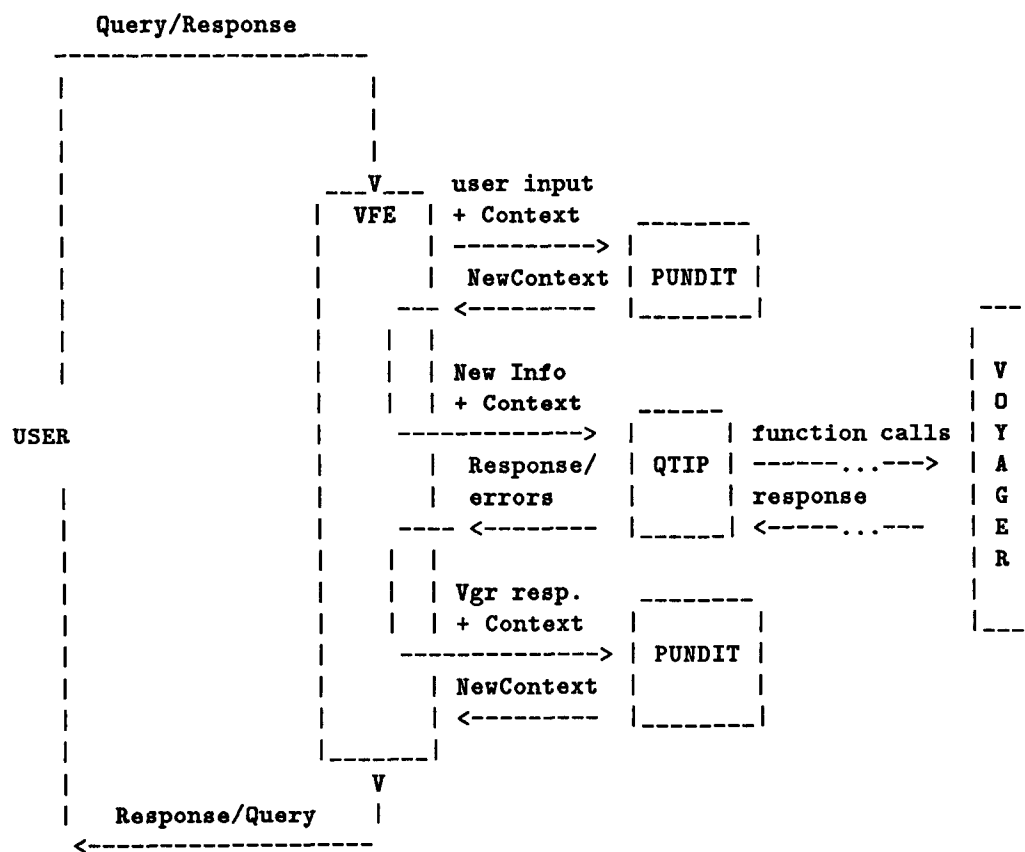 Query/Response
V
VFE
user input
+ Context
NewContext
PUNDIT
New Info
+ Context
USER
QTIP
function calls
Response/
errors
response
V
O
Y
A
G
E
R
Vgr resp.
+ Context
PUNDIT
NewContext
V
Response/Query